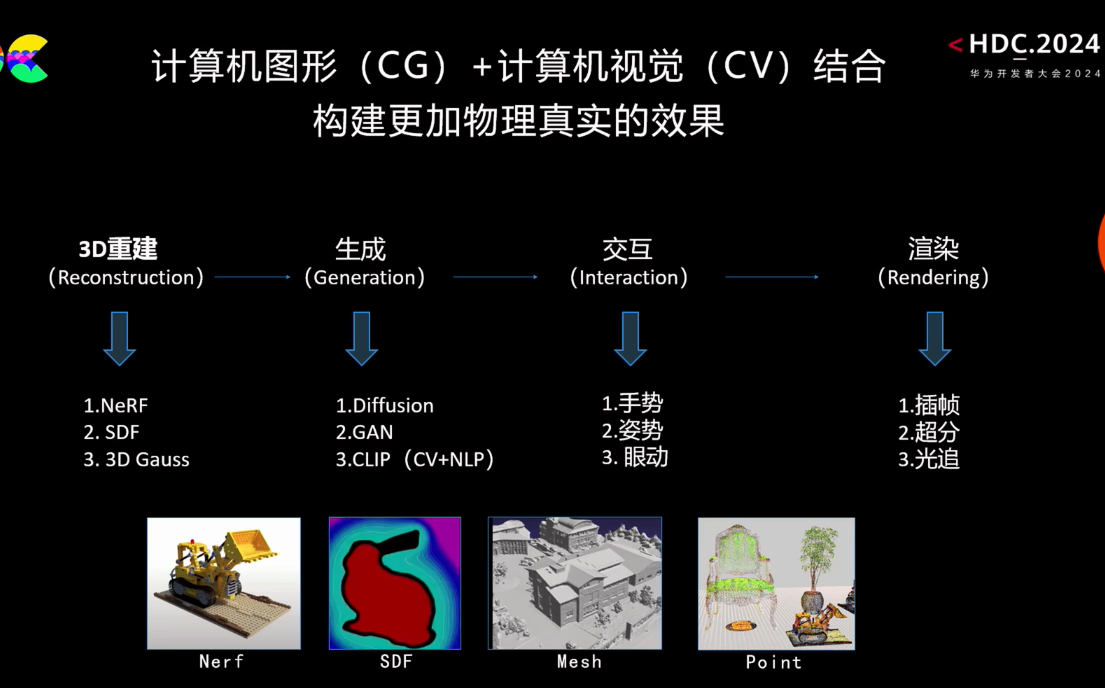 <HDC.2024
华为开发者大会2024
计算机图形（CG）+计算机视觉（CV）结合
构建更加物理真实的效果
3D重建
（Reconstruction）
生成
（Generation）
交互
（Interaction）
渲染
（Rendering）
1.NeRF
2. SDF
3. 3D Gauss
1.Diffusion
2.GAN
3.CLIP（CV+NLP）
1.手势
2.姿势
3. 眼动
1.插帧
2.超分
3.光追
Nerf
SDF
Mesh
Point